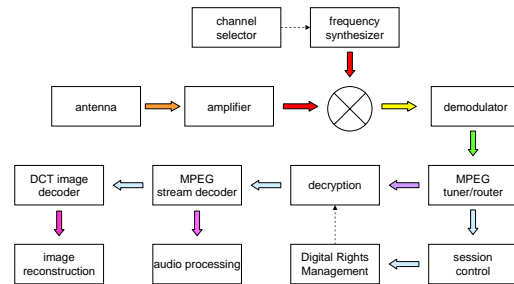 channel
selector
frequency
synthesizer
antenna
amplifier
demodulator
DCT image
decoder
MPEG
stream decoder
decryption
MPEG
tuner/router
image
reconstruction
audio processing
Digital Rights
Management
session
control